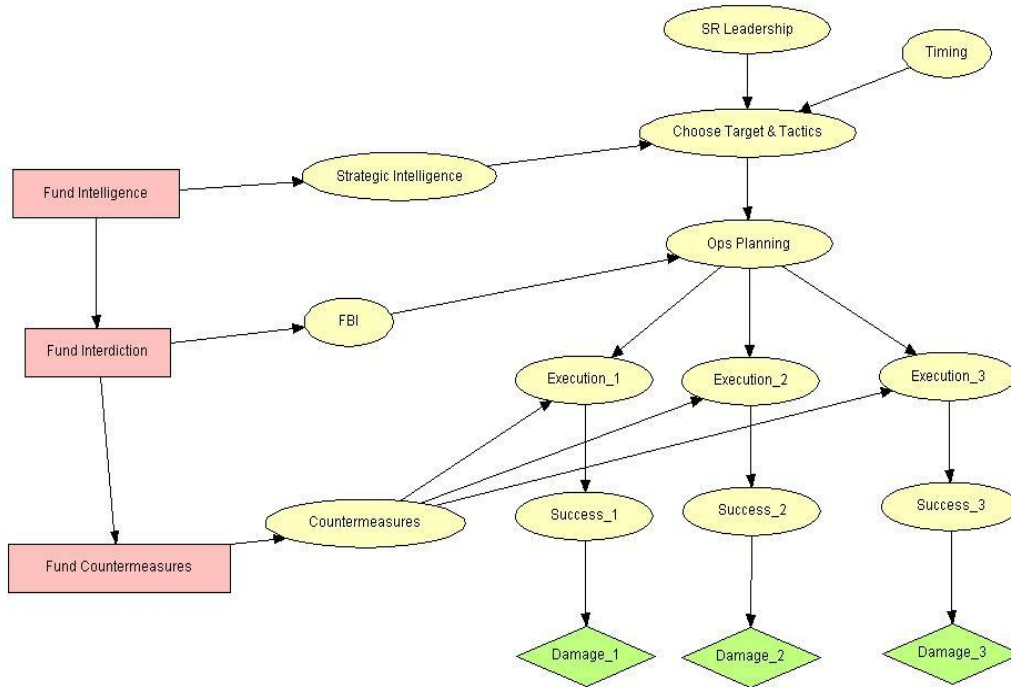 SR Leadership
Timing
Choose Target & Tactics
Strategic Intelligence
Fund Intelligence
Ops Planning
FBI
Fund Interdiction
Execution_1
Execution_2
Execution_3
Countermeasures
Success_1
Success_2
Success_3
Fund Countermeasures
Damage_1
Damage_2
Damage_3